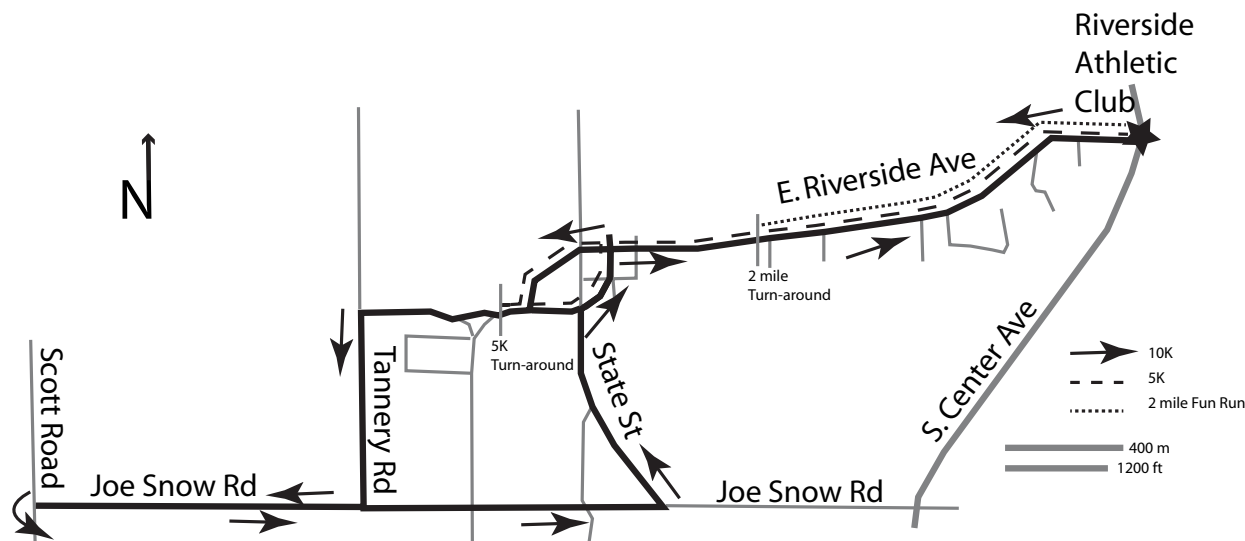 Riverside
Athletic
Club
N
E. Riverside Ave
2 mile
Turn-around
5K
Turn-around
Scott Road
Tannery Rd
State St
S. Center Ave
10K
5K
2 mile Fun Run
400 m
1200 ft
Joe Snow Rd
Joe Snow Rd